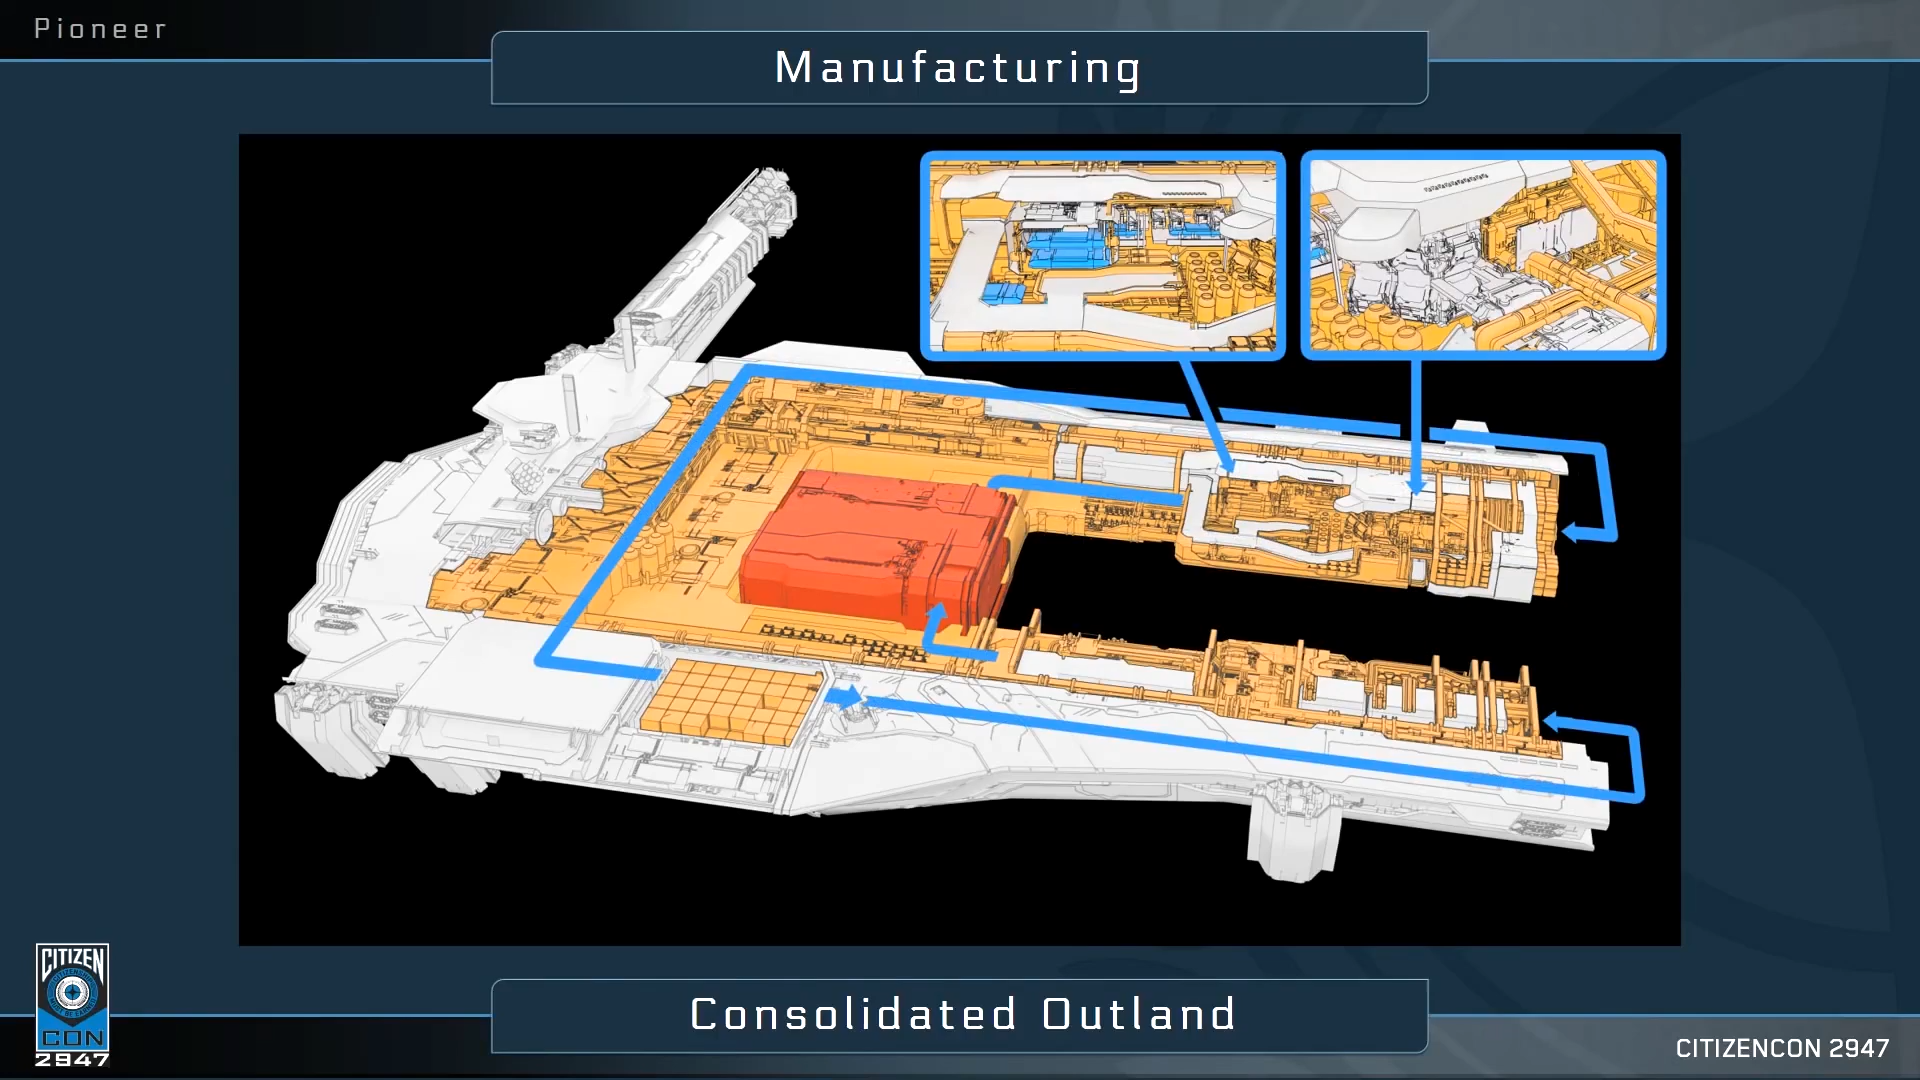 Pioneer
Manufacturing
CITIZEN
CON
2947
Consolidated Outland
CITIZENCON 2947